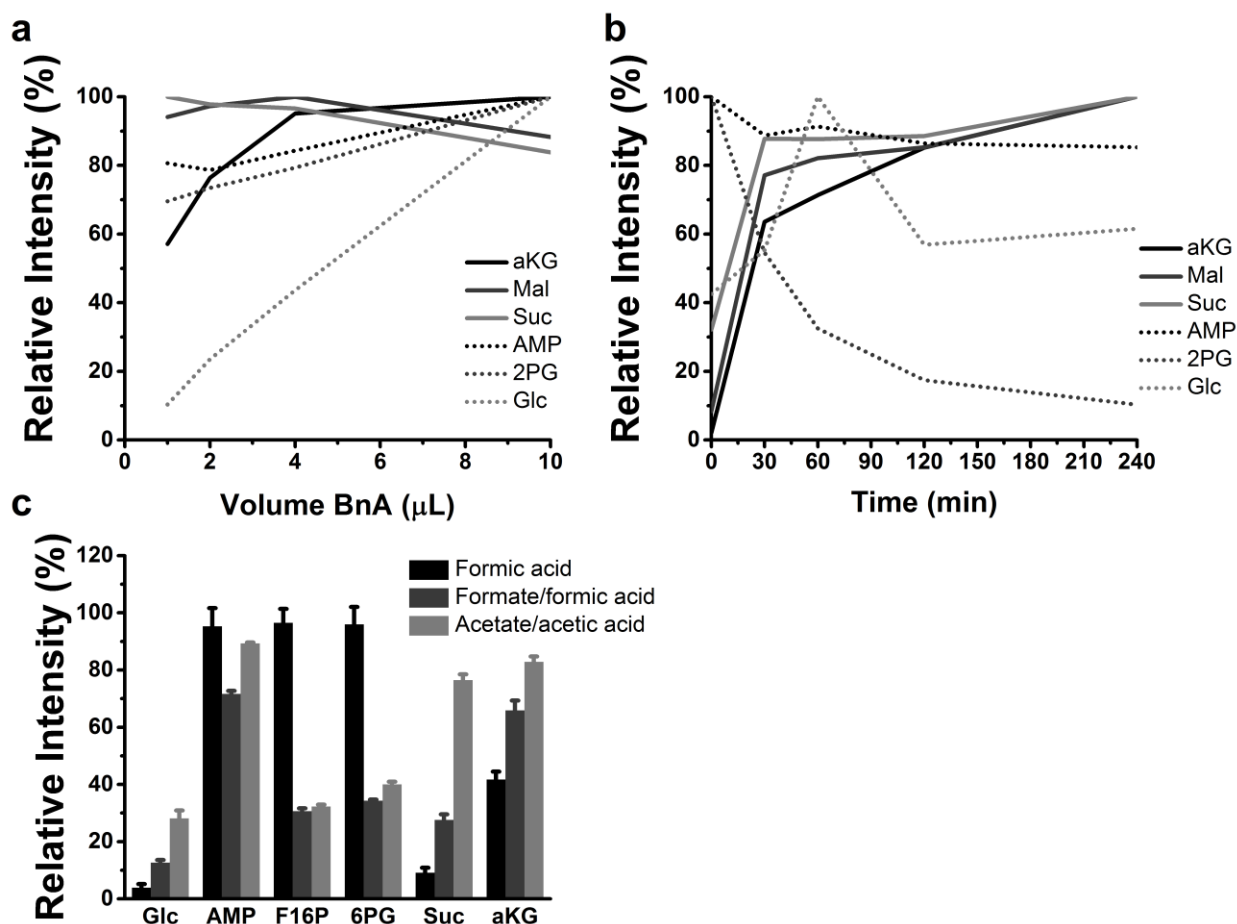 a
Relative Intensity (%)
100
80
60
40
20
0
aKG
Mal
Suc
AMP
2PG
Glc
0 2 4 6 8 10
Volume BnA (μL)
b
Relative Intensity (%)
100
80
60
40
20
0
aKG
Mal
Suc
AMP
2PG
Glc
0 30 60 90 120 150 180 210 240
Time (min)
c
Relative Intensity (%)
120
100
80
60
40
20
0
Formic acid
Formate/formic acid
Acetate/acetic acid
Glc AMP F16P 6PG Suc aKG